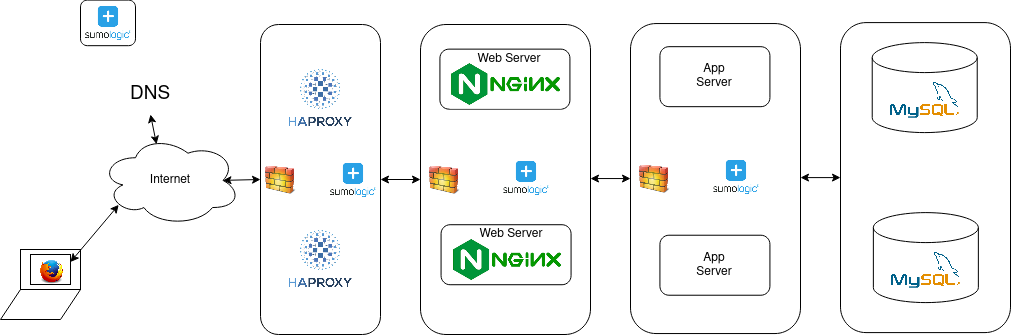 sumologic
DNS
Internet
HAPROXY
sumologic
HAPROXY
Web Server
NGINX
sumologic
Web Server
NGINX
App
Server
sumologic
App
Server
MySQL
MySQL